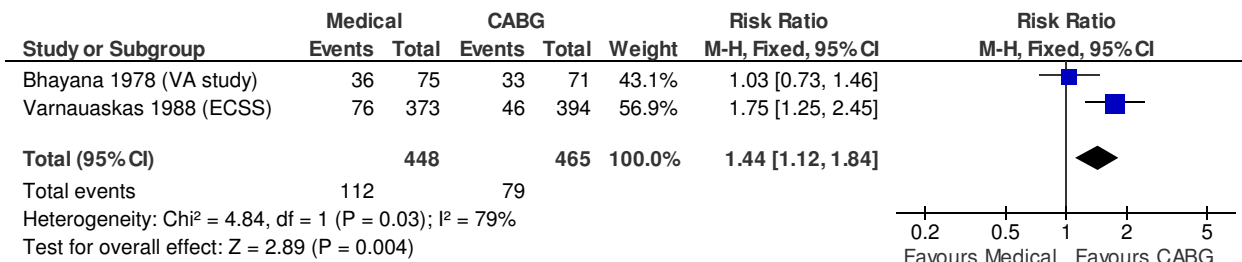 Medical CABG Risk Ratio Risk Ratio
Study or Subgroup Events Total Events Total Weight M-H, Fixed, 95% CI M-H, Fixed, 95% CI
Bhayana 1978 (VA study) 36 75 33 71 43.1% 1.03 [0.73, 1.46]
Varnauaskas 1988 (ECSS) 76 373 46 394 56.9% 1.75 [1.25, 2.45]
Total (95% CI) 448 465 100.0% 1.44 [1.12, 1.84]
Total events 112 79
Heterogeneity: Chi² = 4.84, df = 1 (P = 0.03); I² = 79%
Test for overall effect: Z = 2.89 (P = 0.004)
0.2 0.5 1 2 5
Favours Medical Favours CABG